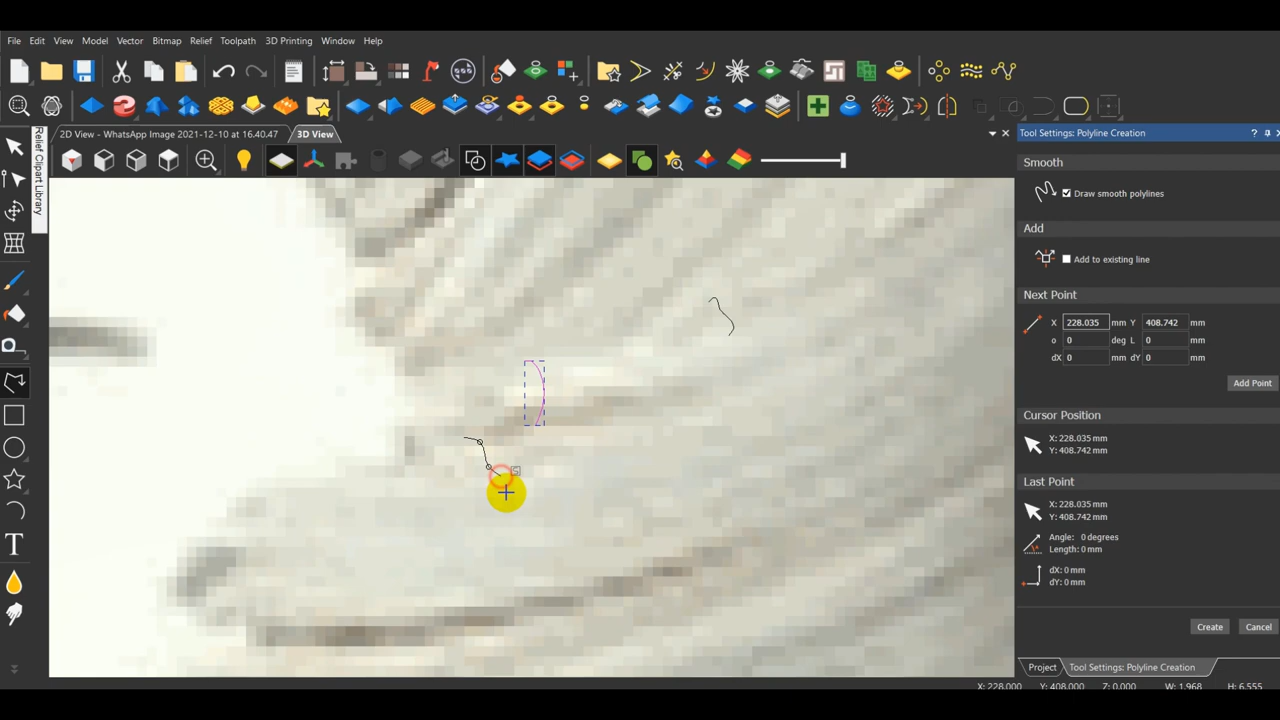 File Edit View Model Vector Bitmap Relief Toolpath 3D Printing Window Help
2D View - WhatsApp Image 2021-12-10 at 16.40.47 3D View
Relief Clipart Library
T
Tool Settings: Polyline Creation
Smooth
Draw smooth polylines
Add
Add to existing line
Next Point
X 228.035 mm Y 408.742 mm
o 0 deg L 0 mm
dX 0 mm dY 0 mm
Add Point
Cursor Position
X: 228.035 mm
Y: 408.742 mm
Last Point
X: 228.035 mm
Y: 408.742 mm
Angle: 0 degrees
Length: 0 mm
dX: 0 mm
dY: 0 mm
Create Cancel
Project Tool Settings: Polyline Creation
X: 228.000 Y: 408.000 Z: 0.000 W: 1.968 H: 6.555